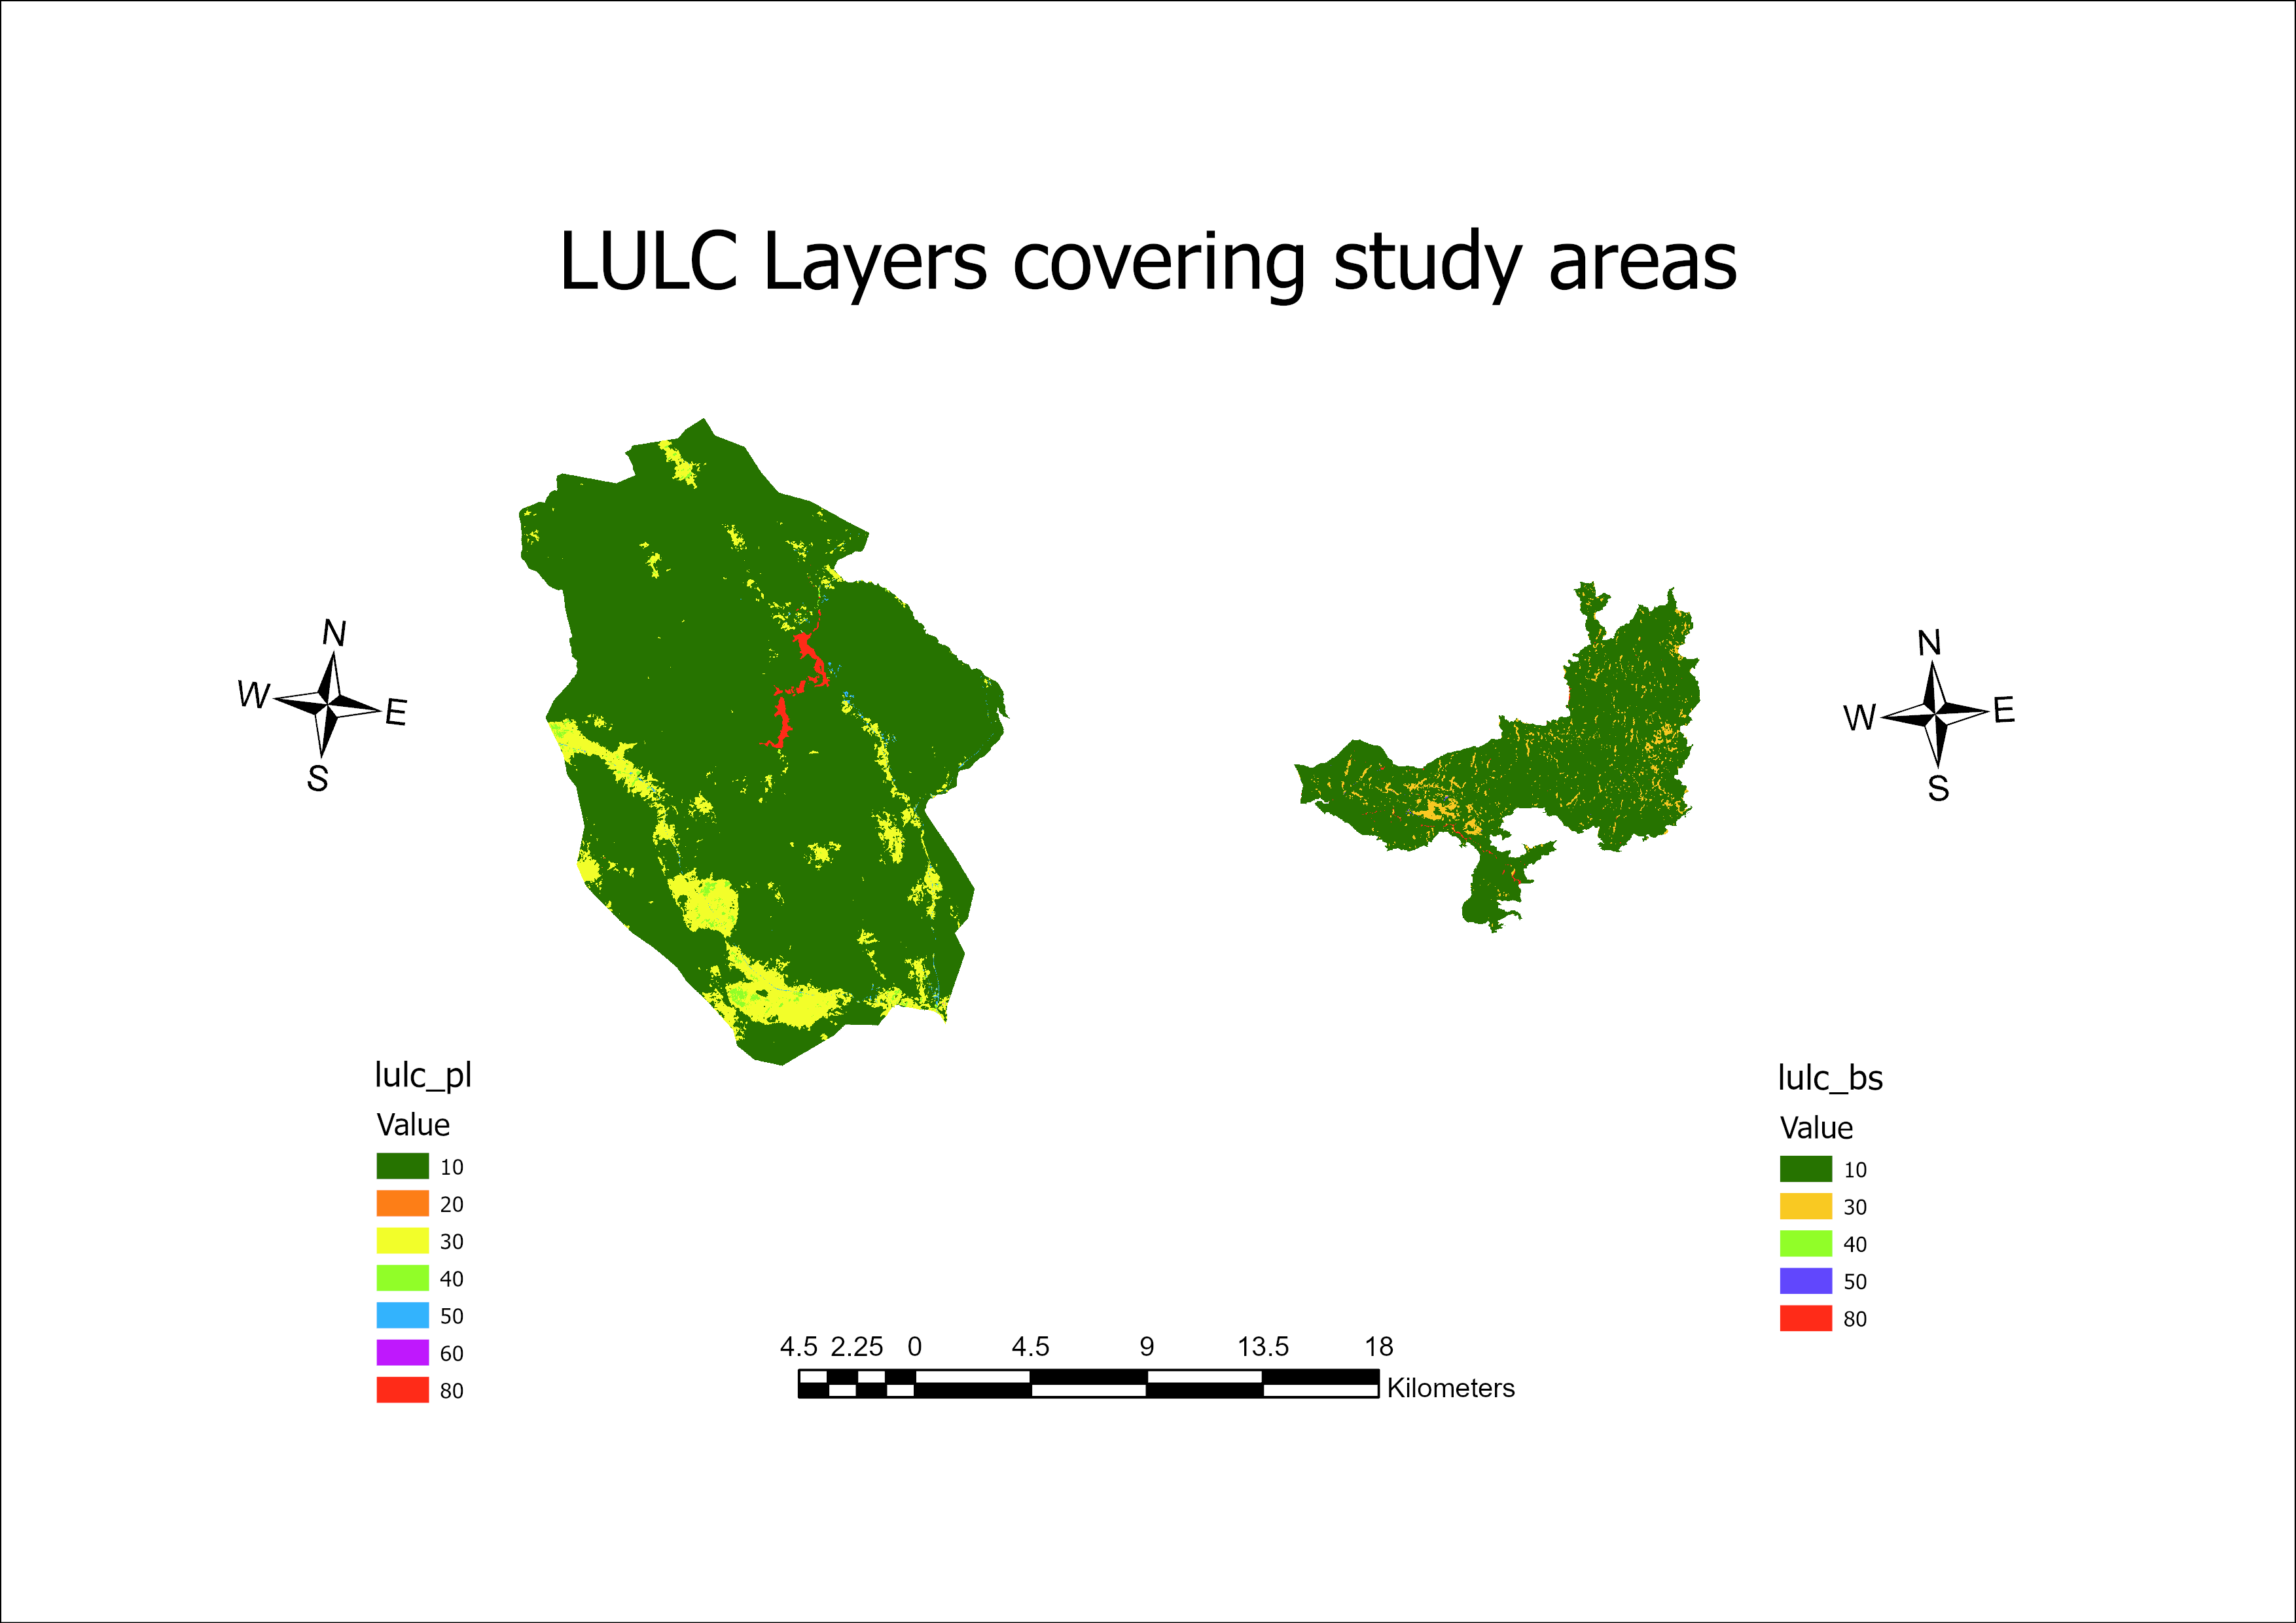 LULC Layers covering study areas
N
W
E
S
N
W
E
S
lulc_pl
Value
10
20
30
40
50
60
80
lulc_bs
Value
10
30
40
50
80
4.5 2.25 0 4.5 9 13.5 18
Kilometers